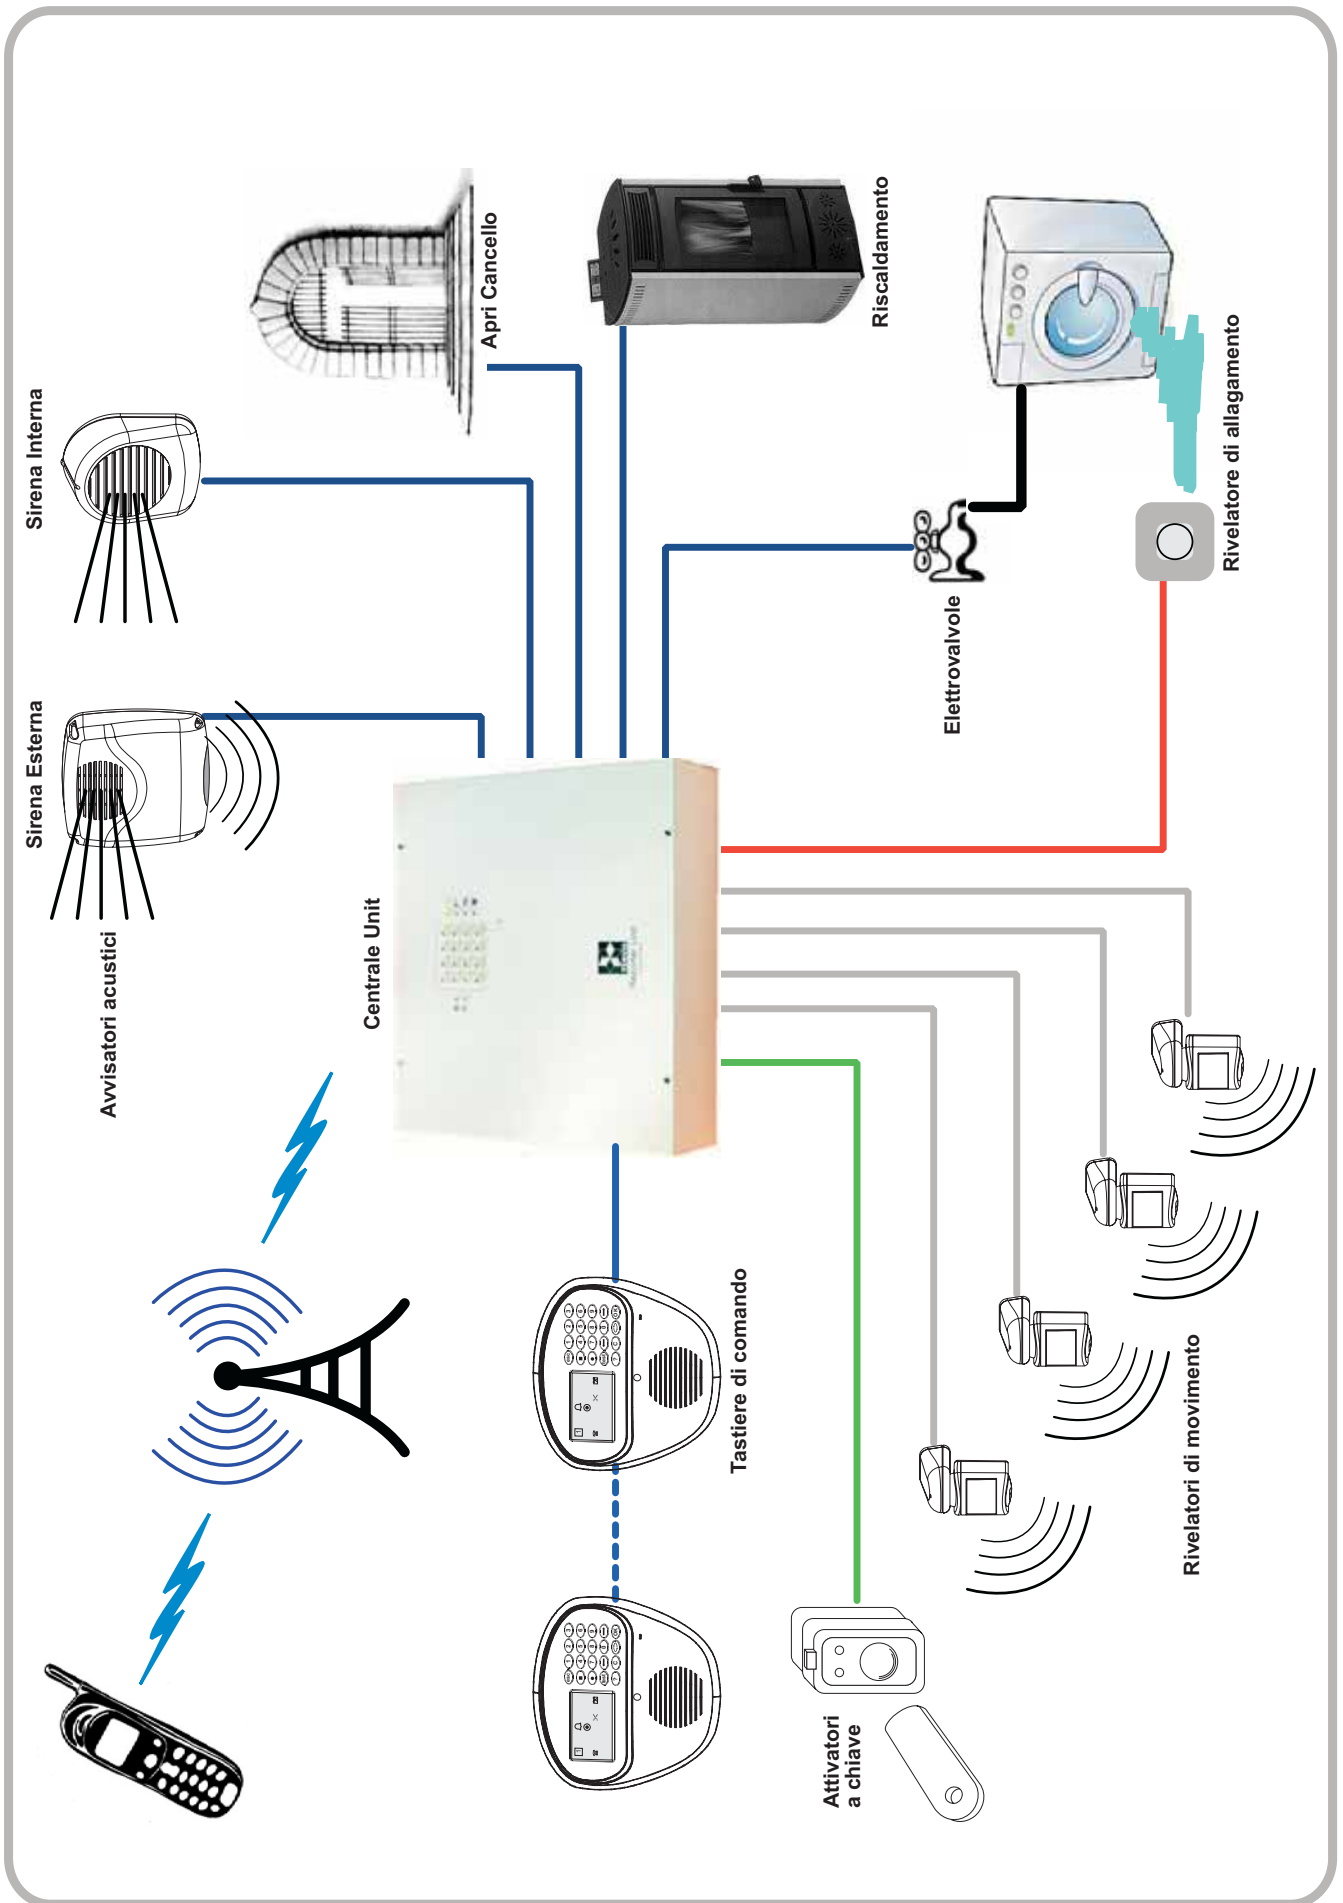 Sirena Esterna
Sirena Interna
Avvisatori acustici
Apri Cancello
Centrale Unit
Riscaldamento
Tastiere di comando
Elettrovalvole
Attivatori
a chiave
Rivelatori di movimento
Rivelatore di allagamento